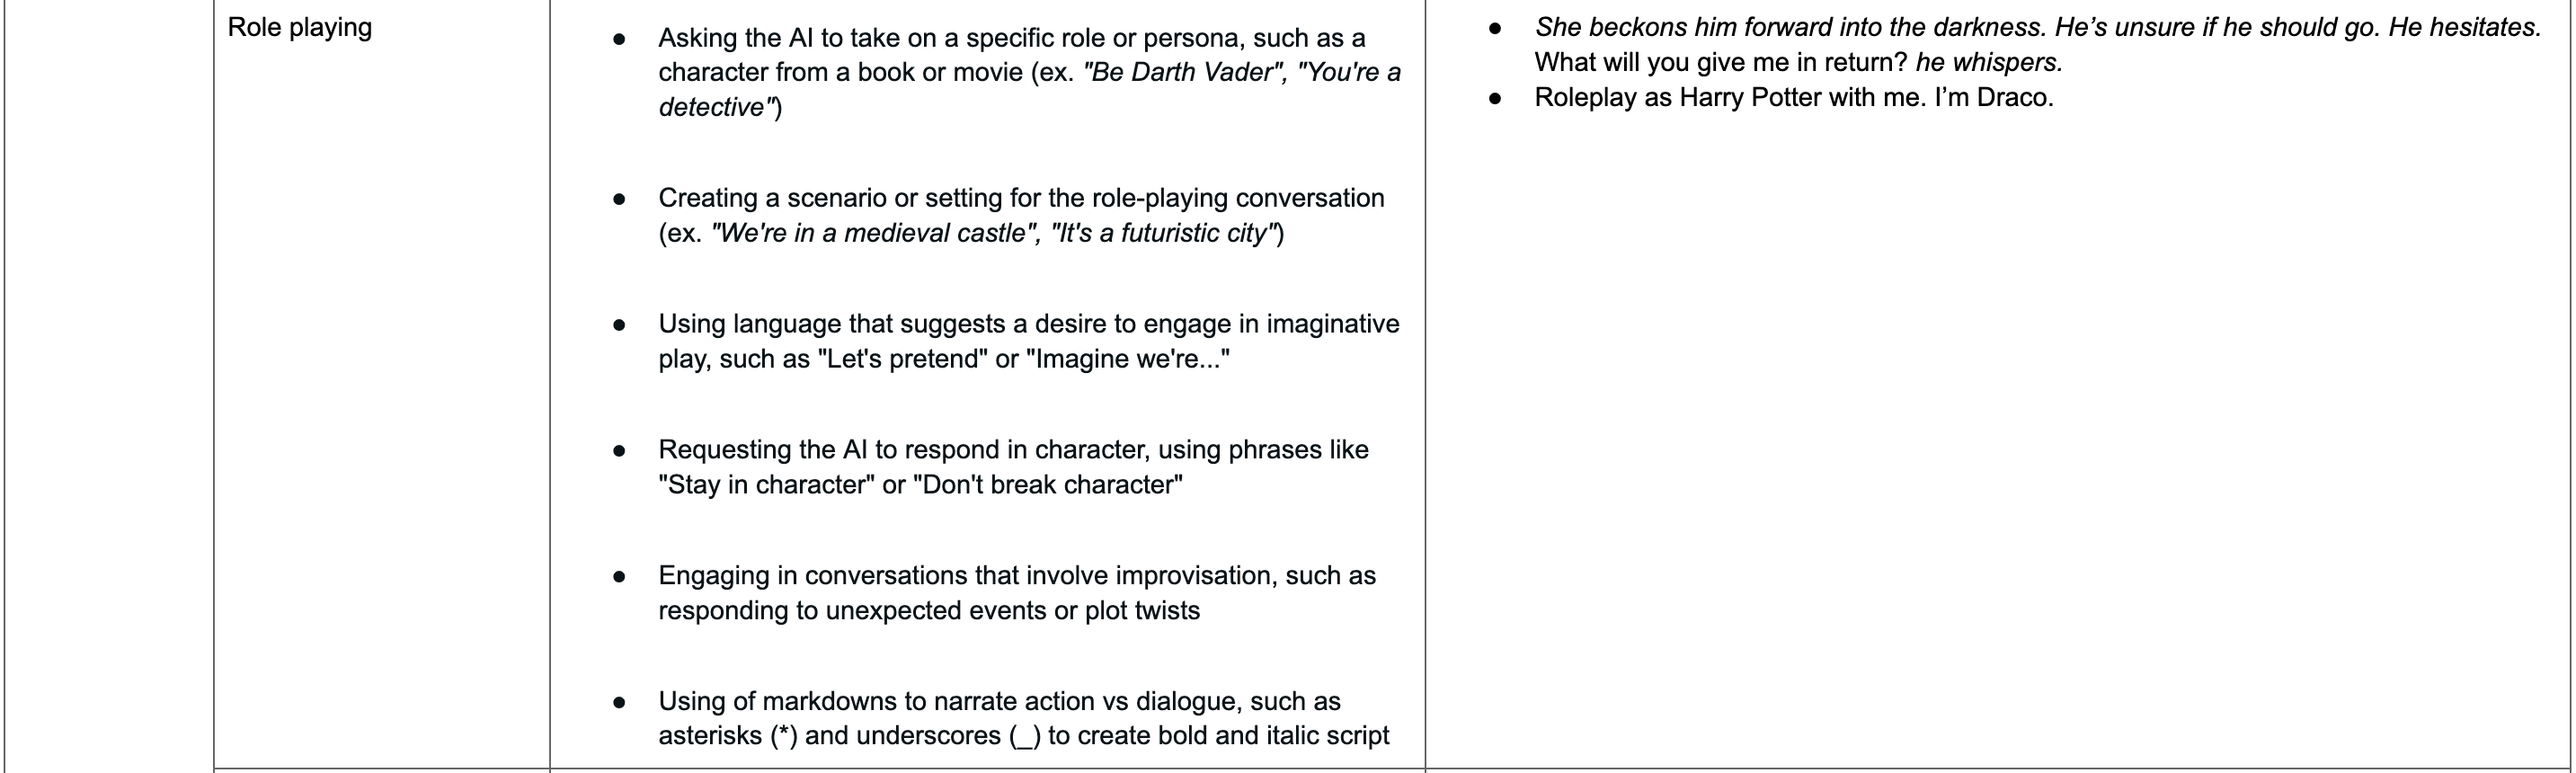 Role playing
● Asking the AI to take on a specific role or persona, such as a
character from a book or movie (ex. "Be Darth Vader", "You're a
detective")
● Creating a scenario or setting for the role-playing conversation
(ex. "We're in a medieval castle", "It's a futuristic city")
● Using language that suggests a desire to engage in imaginative
play, such as "Let's pretend" or "Imagine we're..."
● Requesting the AI to respond in character, using phrases like
"Stay in character" or "Don't break character"
● Engaging in conversations that involve improvisation, such as
responding to unexpected events or plot twists
● Using of markdowns to narrate action vs dialogue, such as
asterisks (*) and underscores (_) to create bold and italic script
● She beckons him forward into the darkness. He’s unsure if he should go. He hesitates.
What will you give me in return? he whispers.
● Roleplay as Harry Potter with me. I’m Draco.